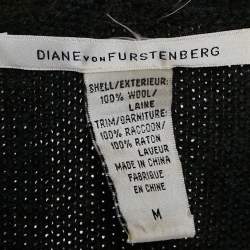 DIANE VON FURSTENBERG
SHELL/EXTERIEUR:
100% WOOL/
LAINE
TRIM/GARNITURE:
100% RACCOON/
100% RATON
LAVEUR
MADE IN CHINA
FABRIQUE
EN CHINE
M